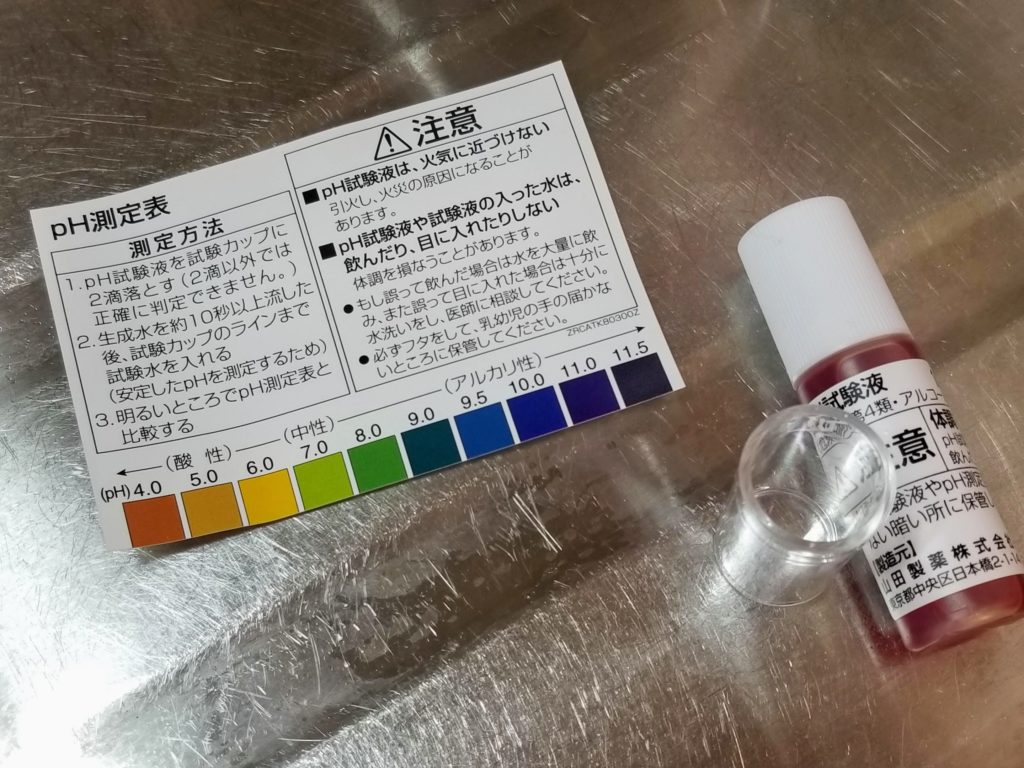 pH測定表
測定方法
1.pH試験液を試験カップに
2滴落とす(2滴以外では
正確に判定できません。)
2.生成水を約10秒以上流した
後、試験カップのラインまで
試験水を入れる
(安定したpHを測定するため)
3.明るいところでpH測定表と
比較する
⚠注意
■pH試験液は、火気に近づけない
引火し、火災の原因になることが
あります。
■pH試験液や試験液の入った水は、
飲んだり、目に入れたりしない
体調を損なうことがあります。
●もし誤って飲んだ場合は水を大量に飲
み、また誤って目に入れた場合は十分に
水洗いをし、医師に相談してください。
●必ずフタをして、乳幼児の手の届かな
いところに保管してください。
ZRCATKB0300Z
(酸 性) (中性) (アルカリ性)
(pH) 4.0 5.0 6.0 7.0 8.0 9.0 9.5 10.0 11.0 11.5
試験液
第4類・アルコー
意
体調
飲ん
試験液やpH測定
ない暗い所に保管
【製造元】
山田製薬株式会
東京都中央区日本橋2-1-